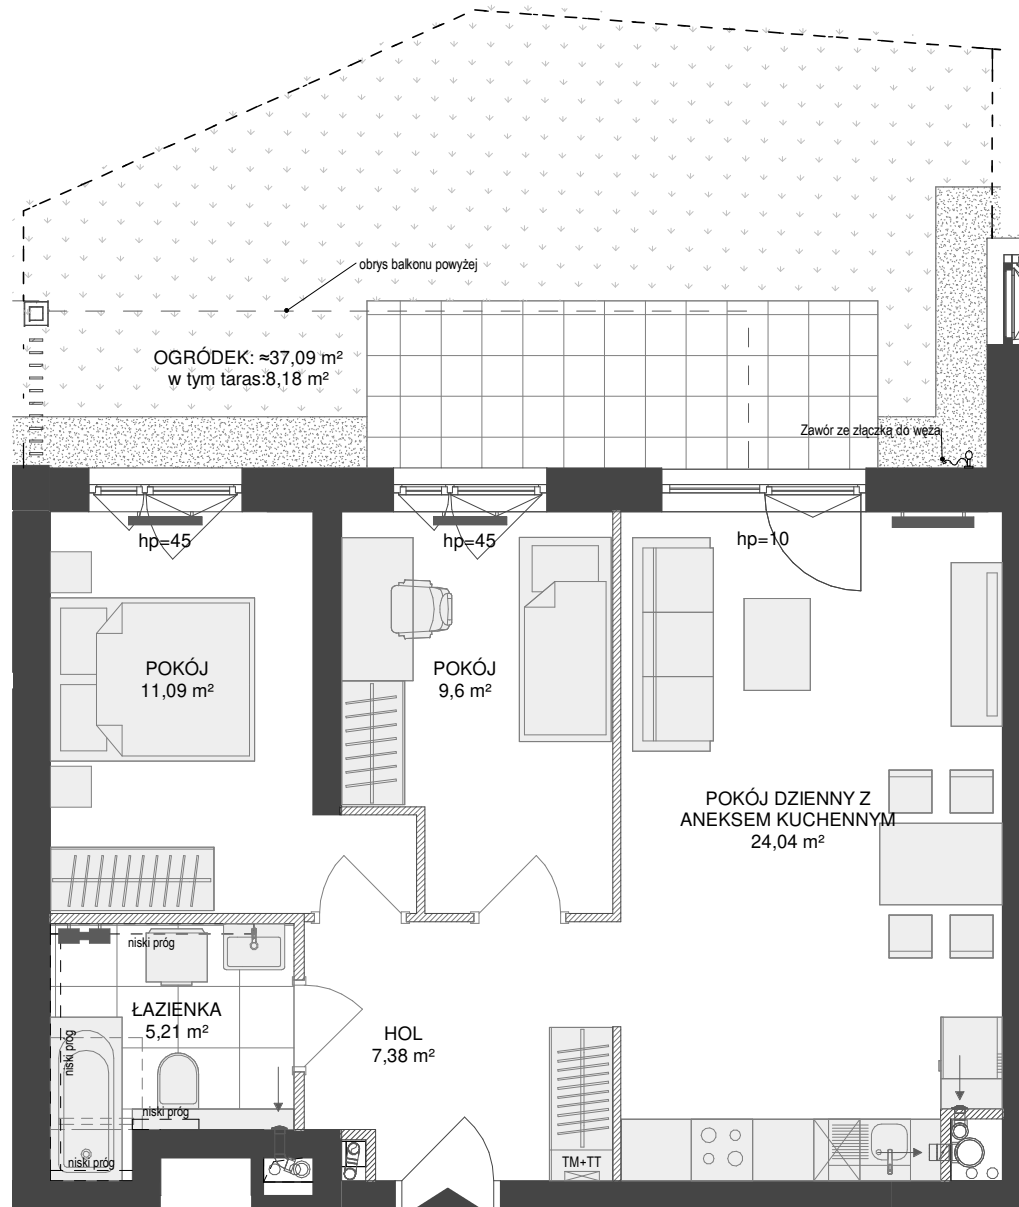 obrys balkonu powyżej
OGRÓDEK: ≈37,09 m²
w tym taras:8,18 m²
Zawór ze złączką do węża
hp=45
hp=45
hp=10
POKÓJ
11,09 m²
POKÓJ
9,6 m²
POKÓJ DZIENNY Z
ANEKSEM KUCHENNYM
24,04 m²
niski próg
ŁAZIENKA
5,21 m²
niski próg
HOL
7,38 m²
niski próg
niski próg
TM+TT